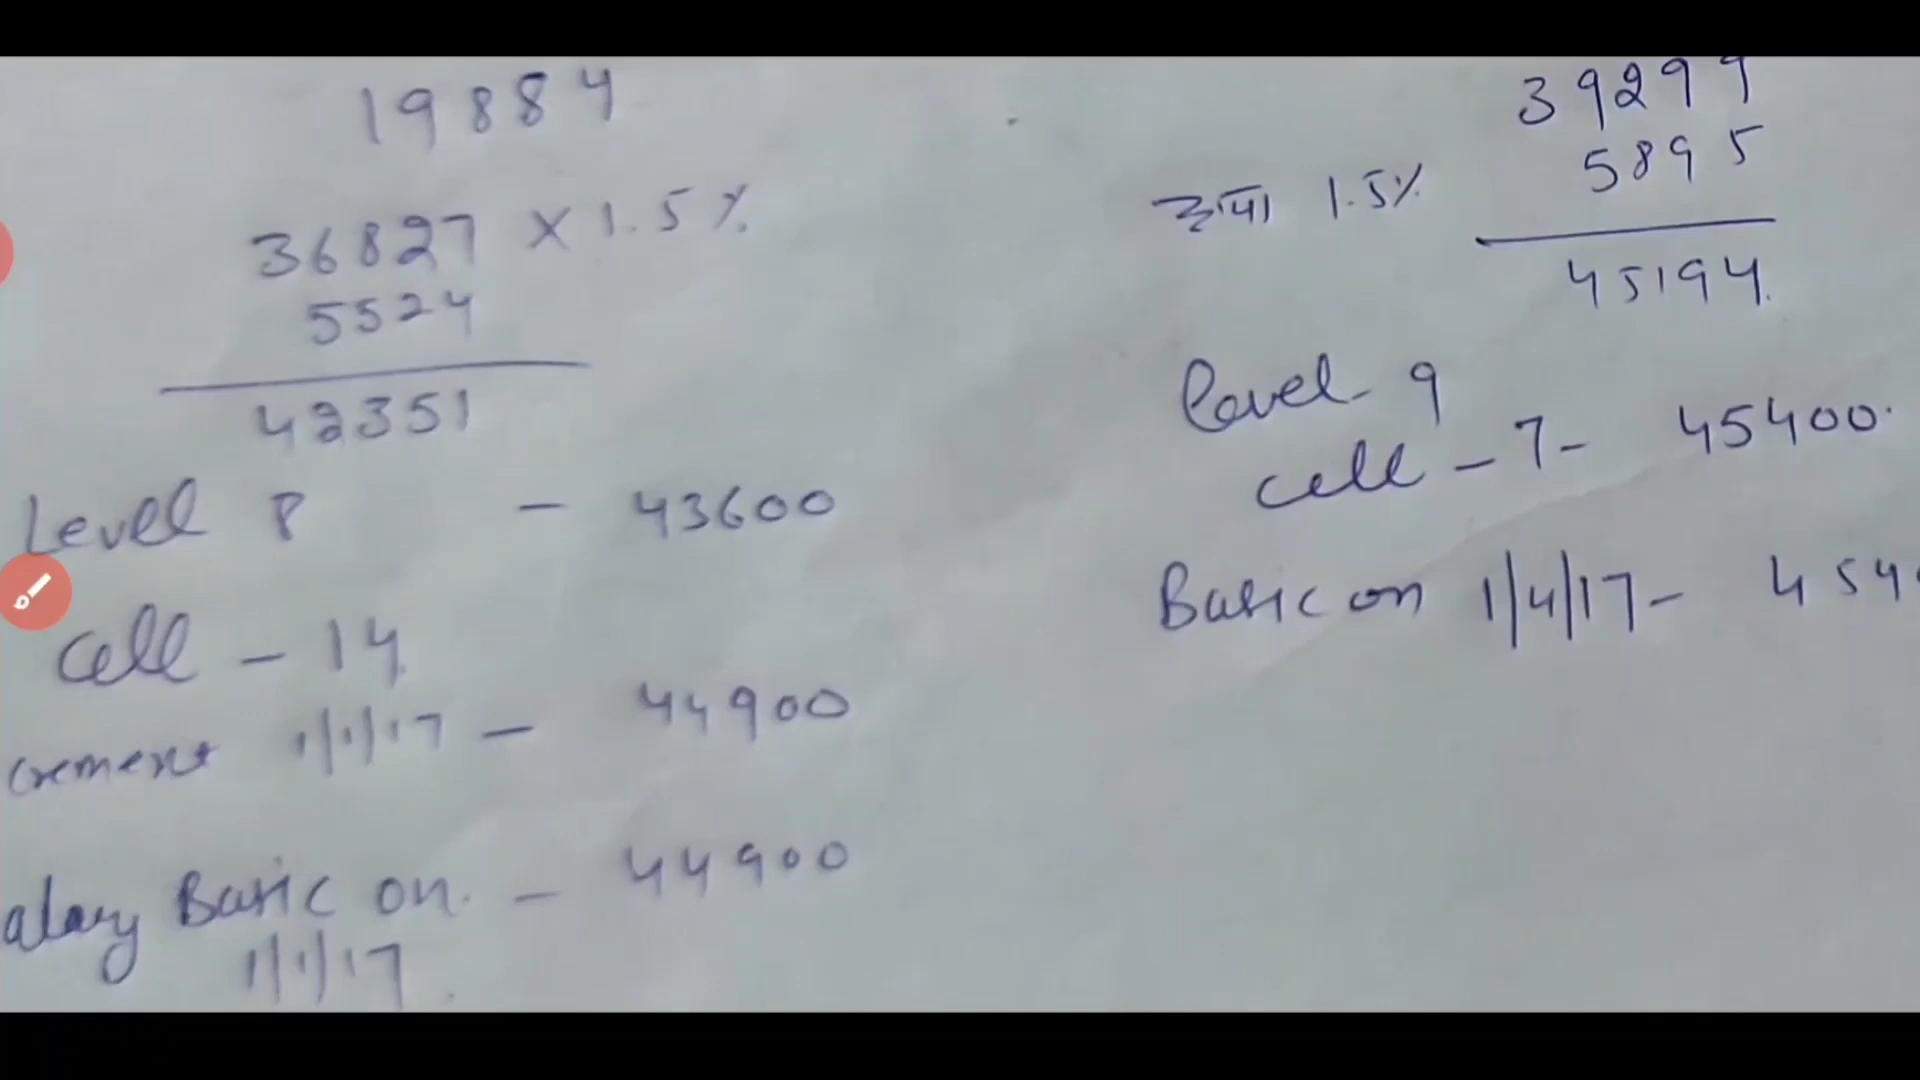 19884
36827 × 1.5%
5524
42351
Level 8 - 43600
Cell - 14
crement 1/1/17 - 44900
alary Basic on. - 44900
1/1/17.
39299
1.5% 5895
45194.
Level - 9
Cell - 7 - 45400.
Basic on 1/4/17 - 454